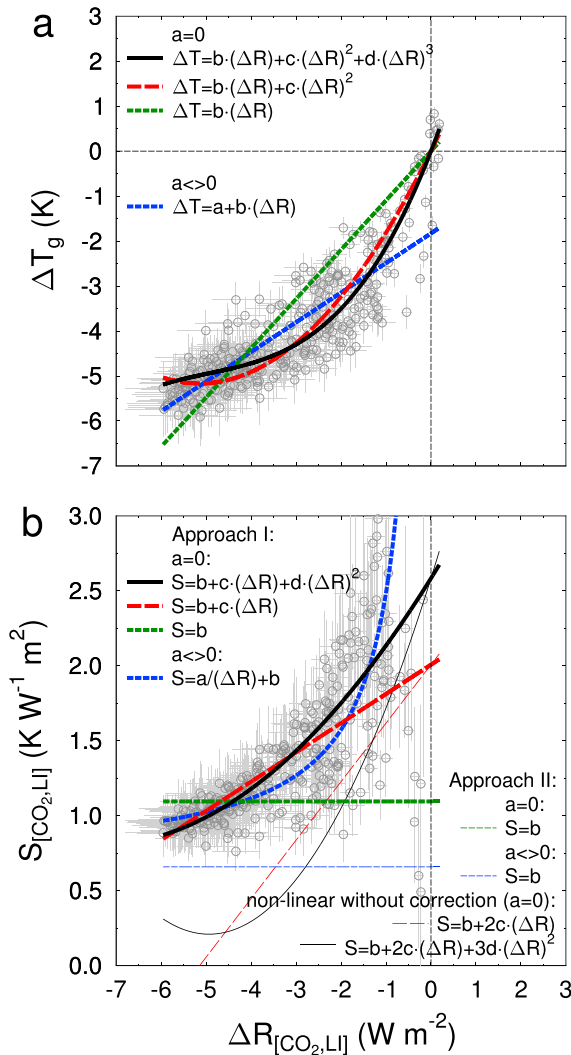 a
3
2
1
0
-1
-2
-3
-4
-5
-6
-7
ΔT_g (K)
a=0
ΔT=b·(ΔR)+c·(ΔR)^2+d·(ΔR)^3
ΔT=b·(ΔR)+c·(ΔR)^2
ΔT=b·(ΔR)
a<>0
ΔT=a+b·(ΔR)
b
3.0
2.5
2.0
1.5
1.0
0.5
0.0
S_[CO_2,LI] (K W^-1 m^2)
Approach I:
a=0:
S=b+c·(ΔR)+d·(ΔR)^2
S=b+c·(ΔR)
S=b
a<>0:
S=a/(ΔR)+b
Approach II:
a=0:
S=b
a<>0:
S=b
non-linear without correction (a=0):
S=b+2c·(ΔR)
S=b+2c·(ΔR)+3d·(ΔR)^2
-7 -6 -5 -4 -3 -2 -1 0 1 2 3
ΔR_[CO_2,LI] (W m^-2)